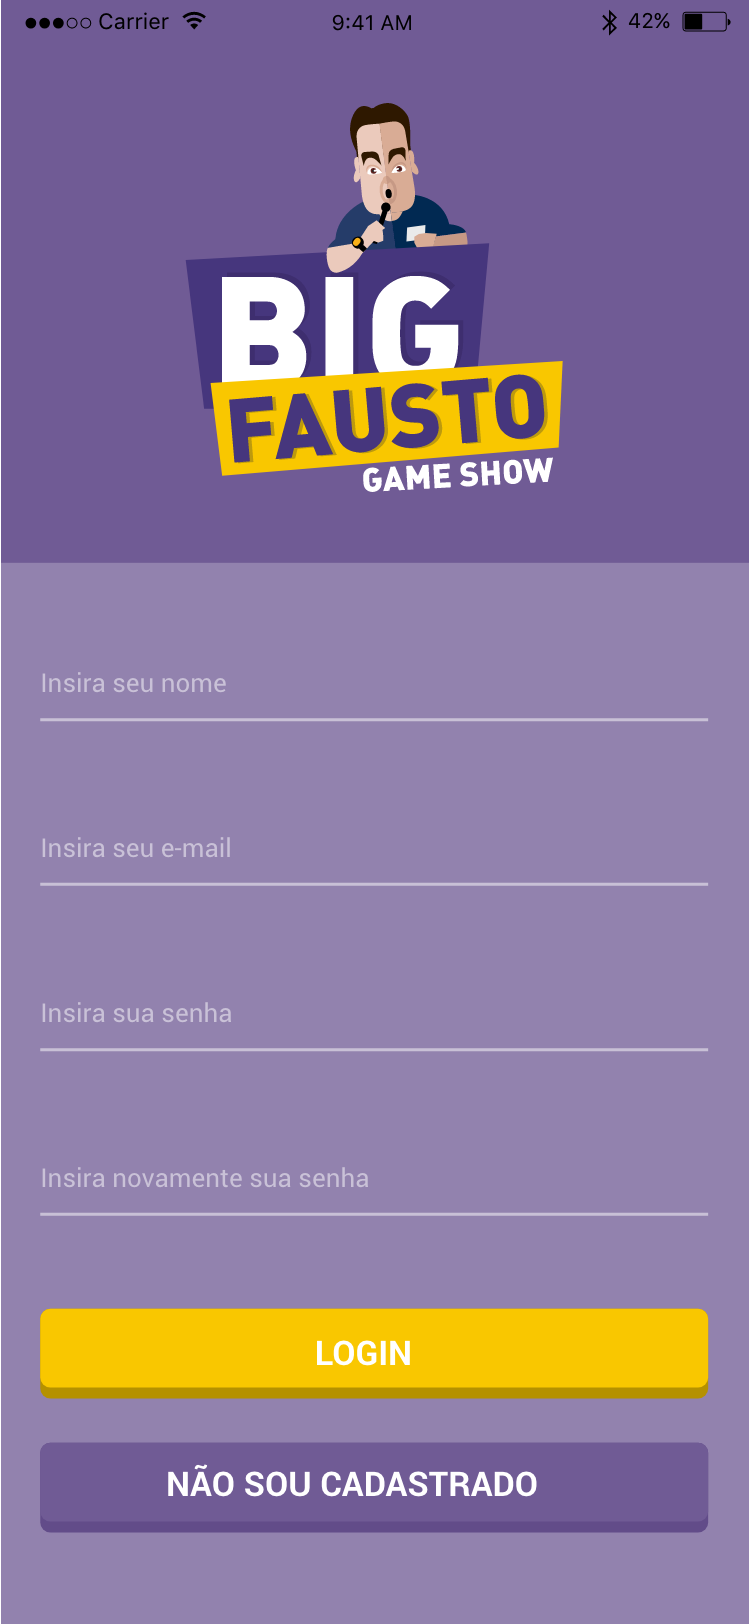 Carrier 9:41 AM 42%
BIG
FAUSTO
GAME SHOW
Insira seu nome
Insira seu e-mail
Insira sua senha
Insira novamente sua senha
LOGIN
NÃO SOU CADASTRADO